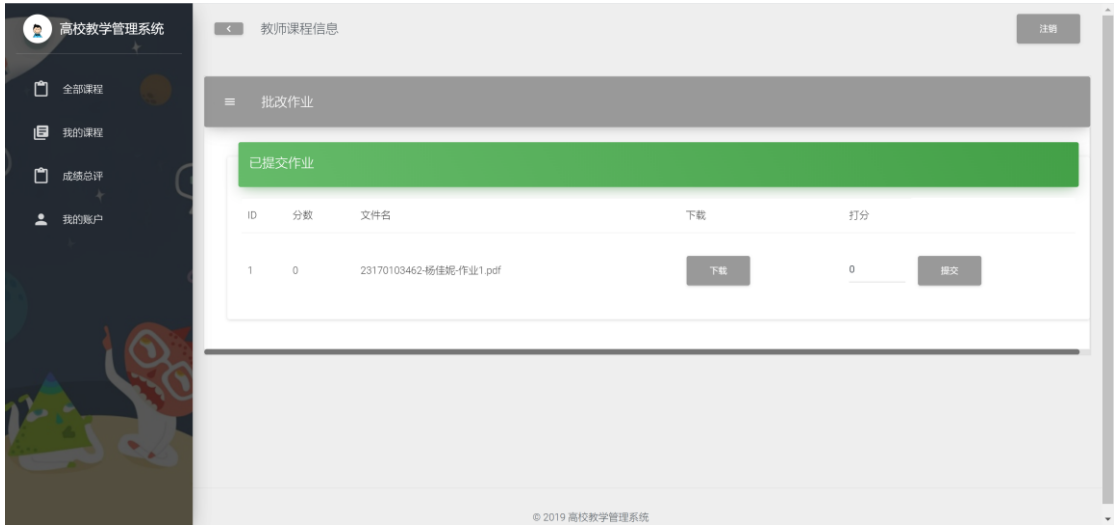 高校教学管理系统
教师课程信息
注销
全部课程
我的课程
成绩总评
我的账户
批改作业
已提交作业
ID 分数 文件名 下载 打分
1 0 23170103462-杨佳妮-作业1.pdf 下载 0 提交
© 2019 高校教学管理系统